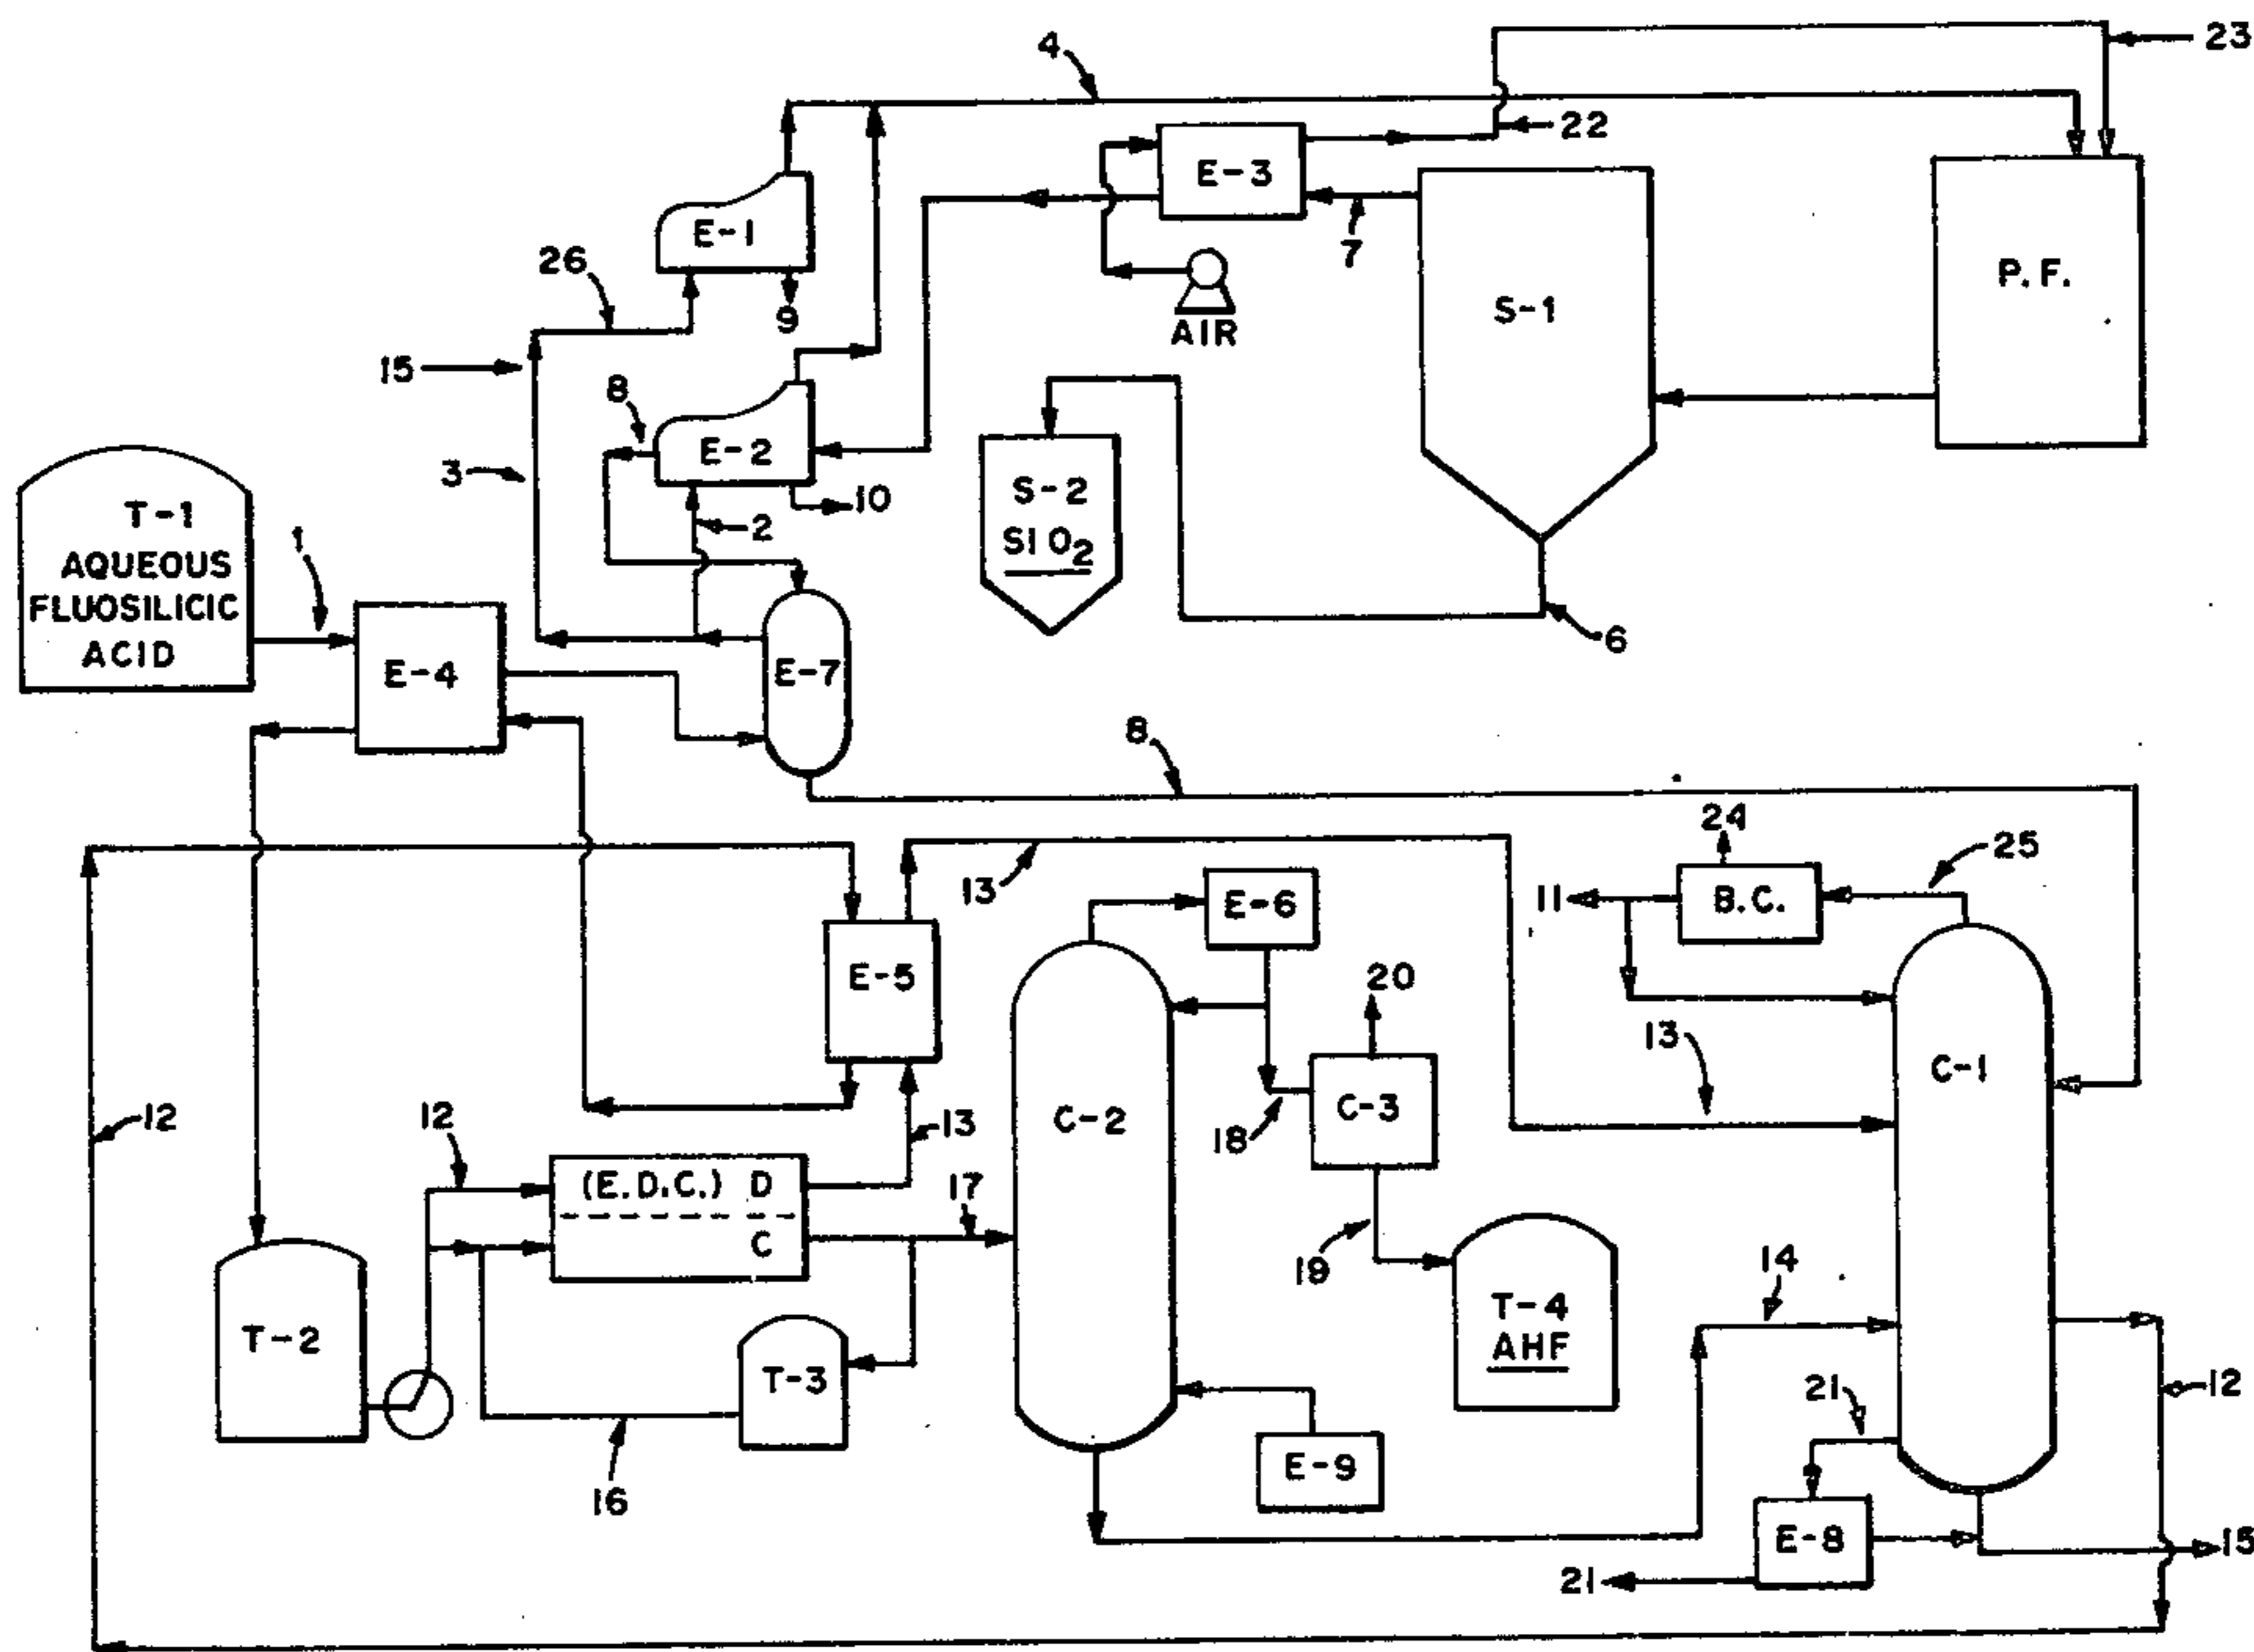 4
23
22
E-3
E-1
7
P.F.
26
S-1
9
AIR
15
8
E-2
3
10
S-2
SIO2
T-1
AQUEOUS
FLUOSILICIC
ACID
1
2
E-4
E-7
6
8
24
25
13
E-6
11
B.C.
E-5
20
13
C-1
12
12
13
C-2
18
C-3
(E.D.C.) D
17
C
19
14
T-4
AHF
T-2
T-3
21
12
E-9
16
E-8
15
21